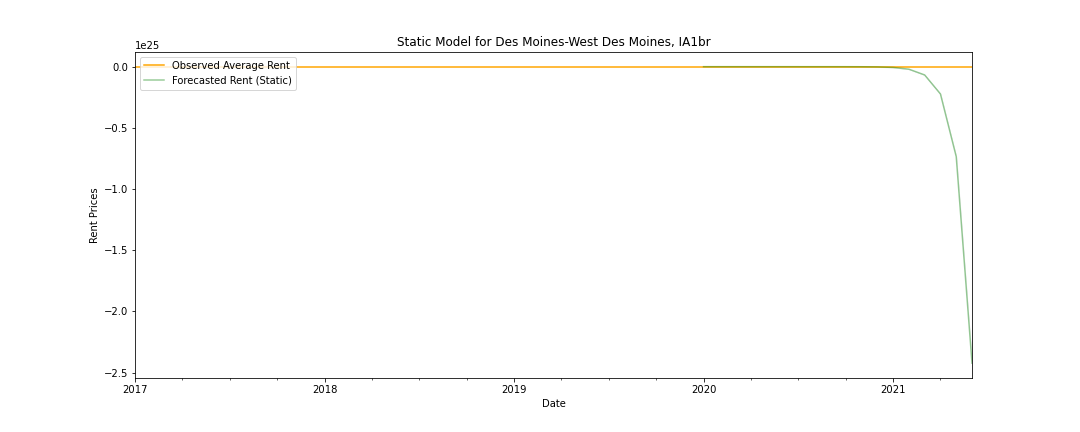 Static Model for Des Moines-West Des Moines, IA1br
1e25
Observed Average Rent
Forecasted Rent (Static)
0.0
−0.5
−1.0
−1.5
−2.0
−2.5
Rent Prices
2017
2018
2019
2020
2021
Date